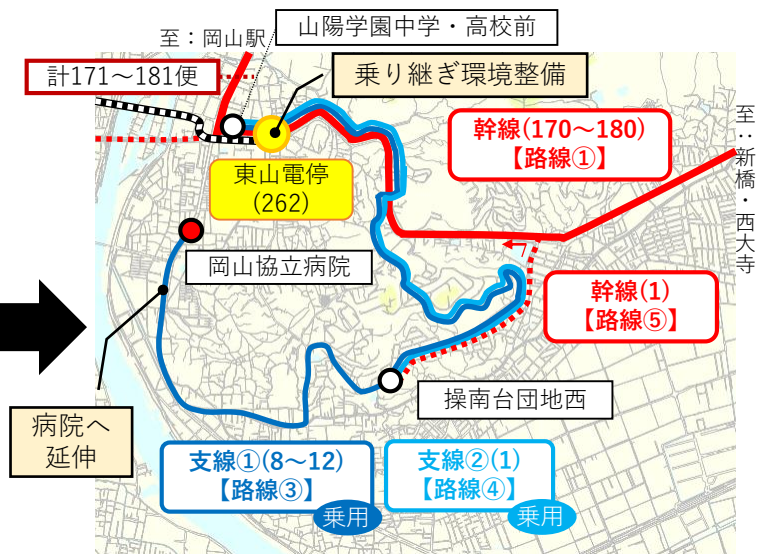 至：岡山駅
山陽学園中学・高校前
計171～181便
乗り継ぎ環境整備
至：新橋・西大寺
幹線(170～180)
【路線①】
東山電停
(262)
岡山協立病院
幹線(1)
【路線⑤】
操南台団地西
病院へ
延伸
支線①(8～12)
【路線③】
乗用
支線②(1)
【路線④】
乗用